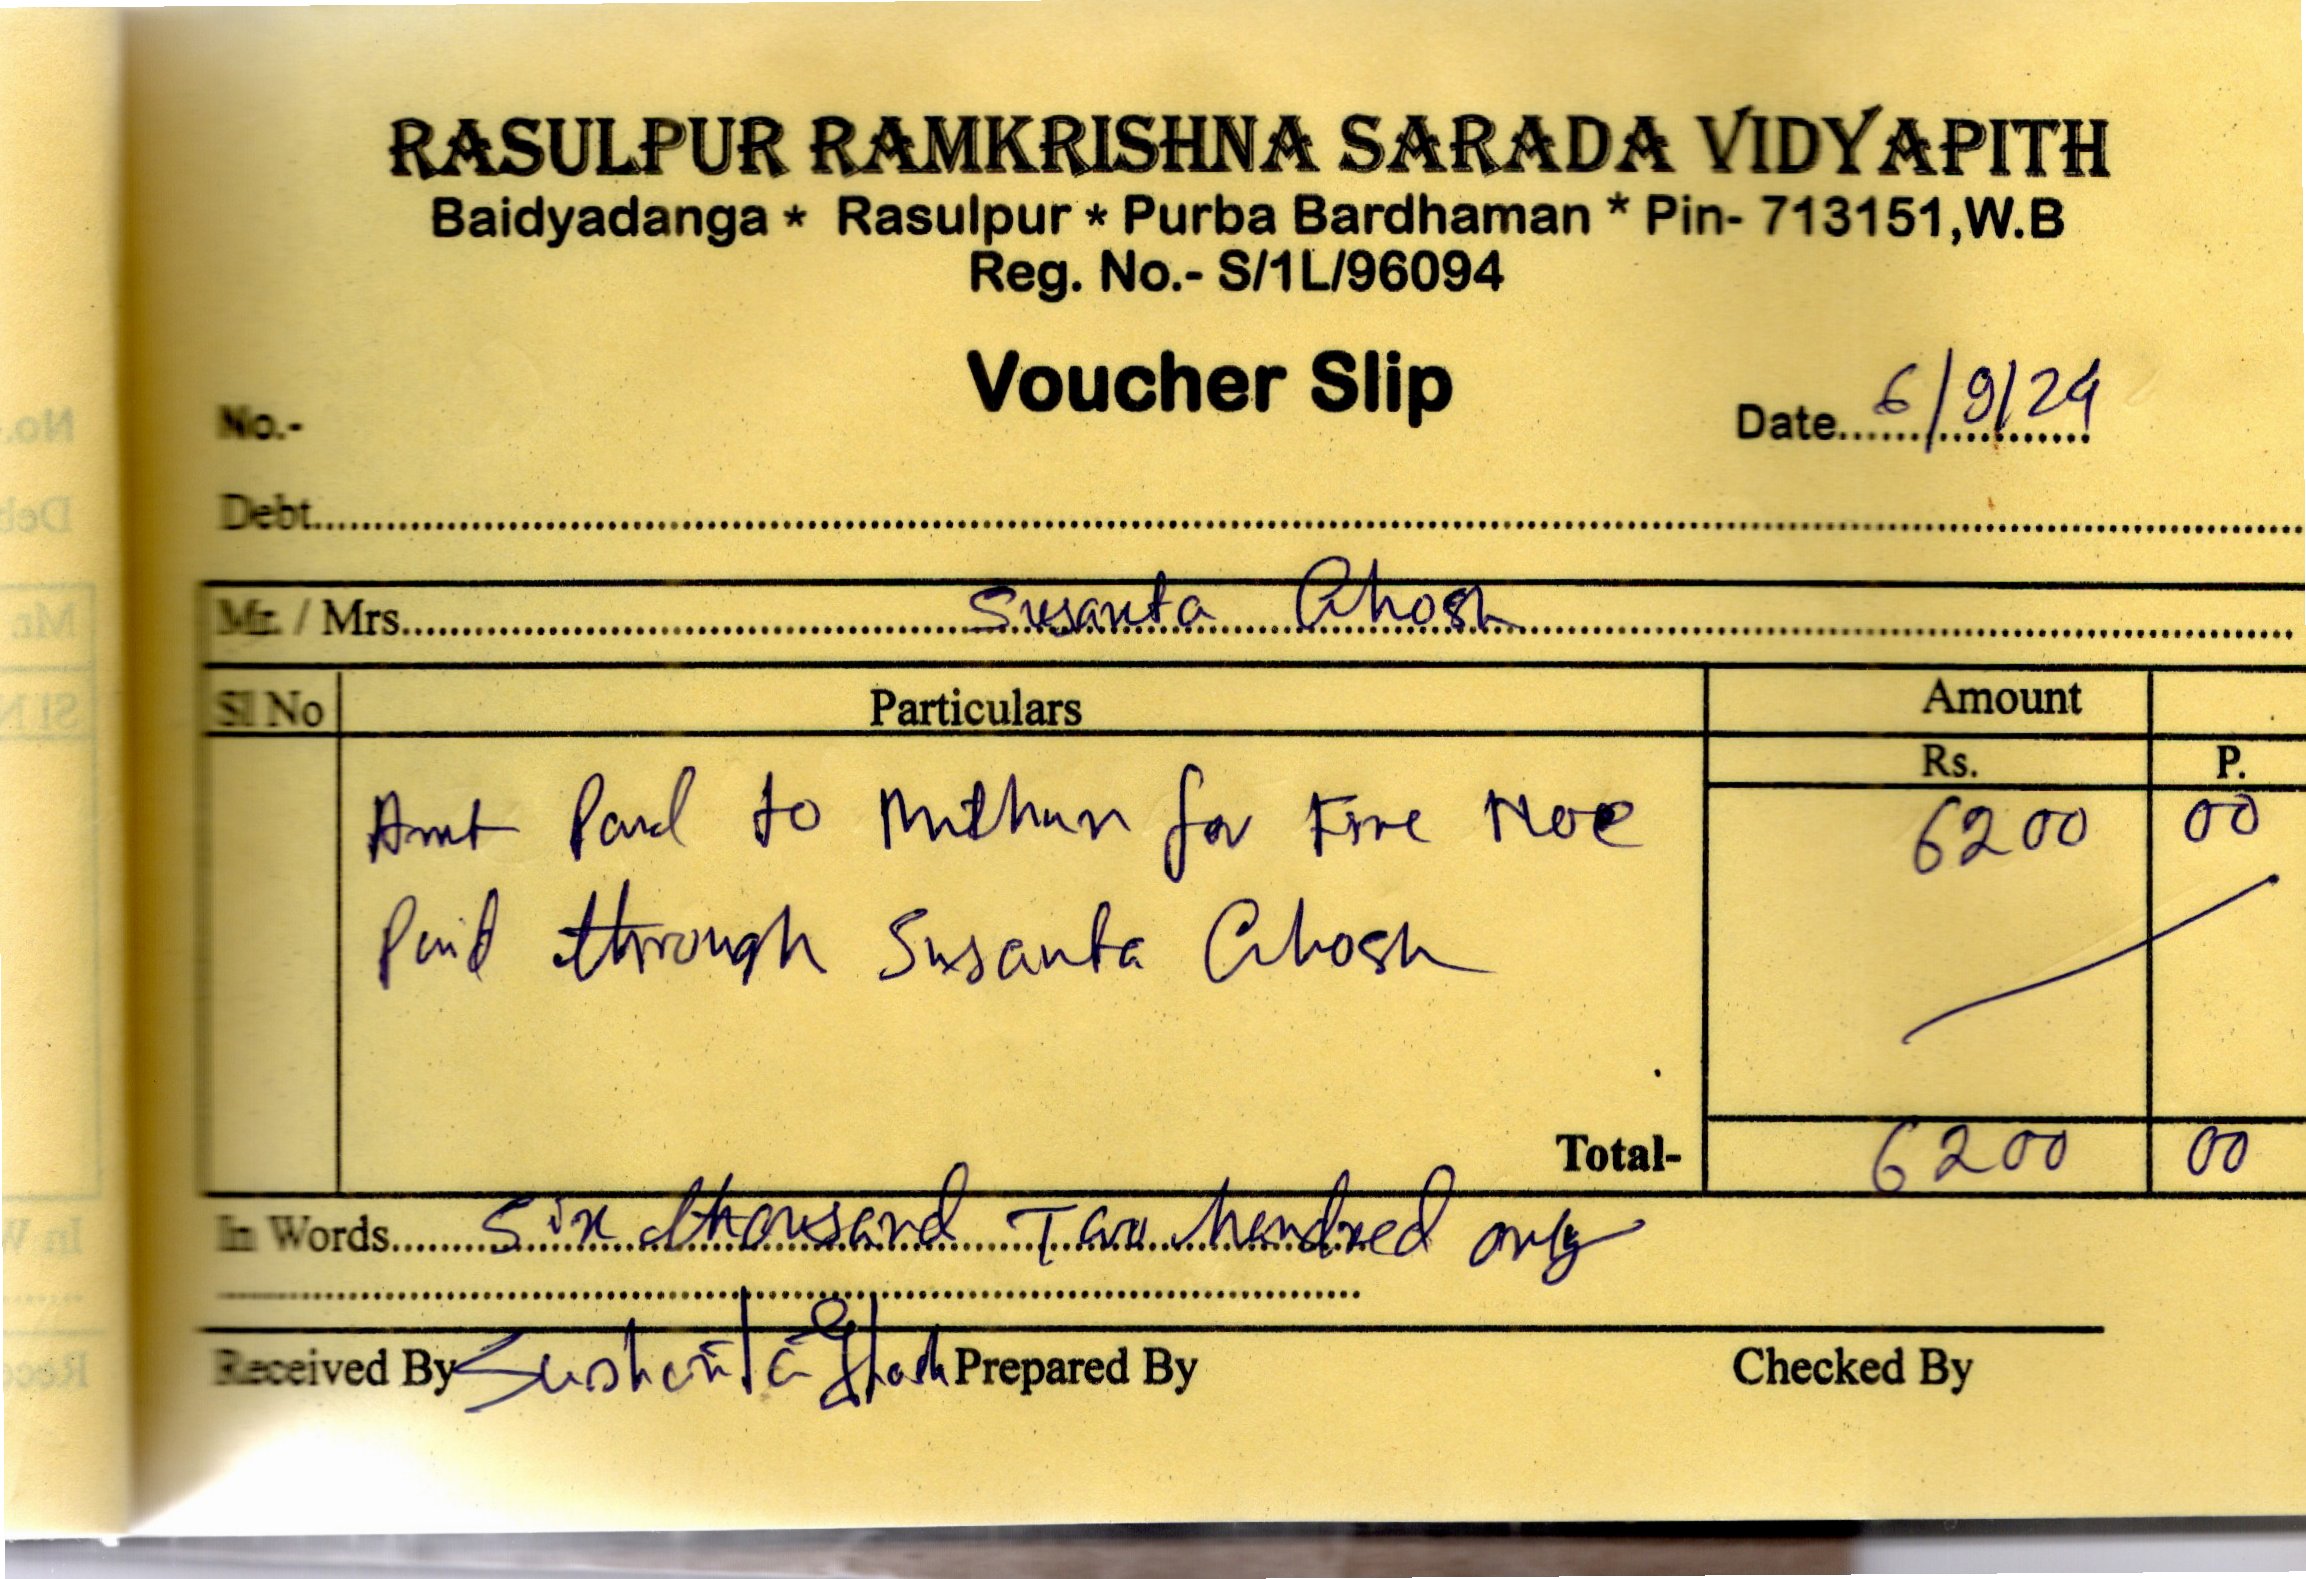 RASULPUR RAMKRISHNA SARADA VIDYAPITH
Baidyadanga * Rasulpur * Purba Bardhaman * Pin- 713151,W.B
Reg. No.- S/1L/96094
Voucher Slip
No.-
Date......6/9/24
Debt
Mr. / Mrs. Susanta Ghosh
Sl No Particulars Amount
Rs. P.
Amt Paid to Mithun for Fire Noc 6200 00
Paid through Susanta Ghosh
Total- 6200 00
In Words Six thousand Two hundred only
Received By Sushanta Ghosh Prepared By Checked By